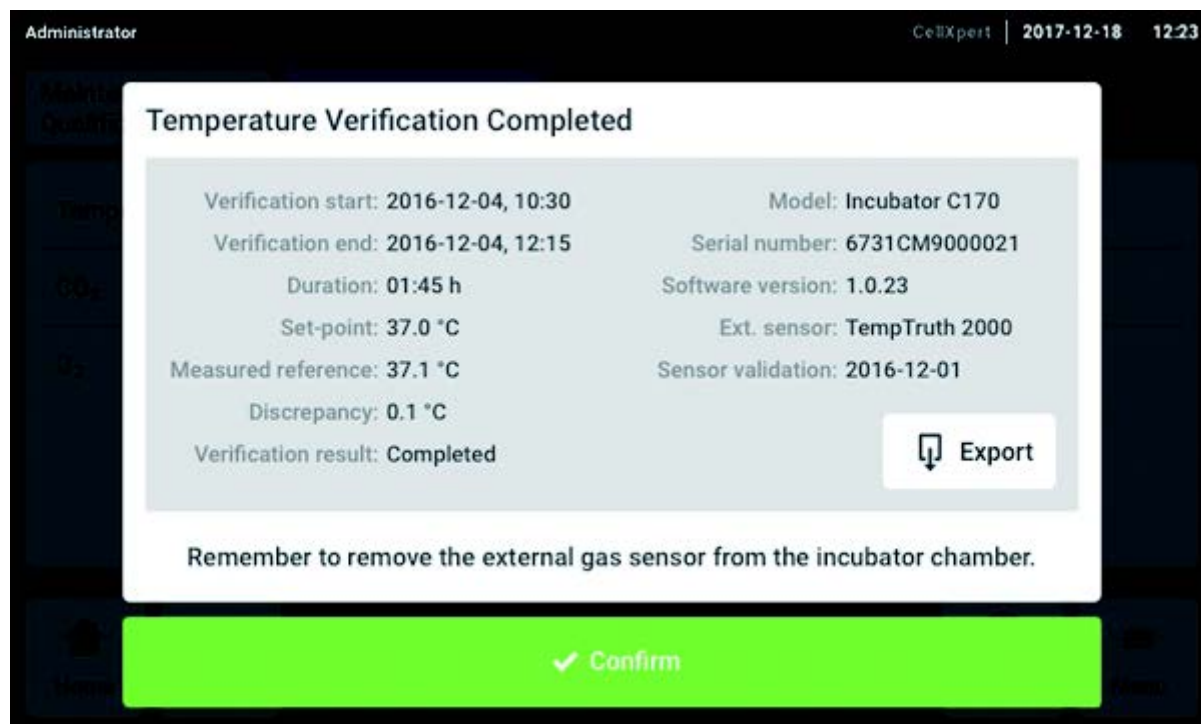 Administrator CellXpert | 2017-12-18 12:23
Temperature Verification Completed
Verification start: 2016-12-04, 10:30
Verification end: 2016-12-04, 12:15
Duration: 01:45 h
Set-point: 37.0 °C
Measured reference: 37.1 °C
Discrepancy: 0.1 °C
Verification result: Completed
Model: Incubator C170
Serial number: 6731CM9000021
Software version: 1.0.23
Ext. sensor: TempTruth 2000
Sensor validation: 2016-12-01
Export
Remember to remove the external gas sensor from the incubator chamber.
Confirm
Home
Menu